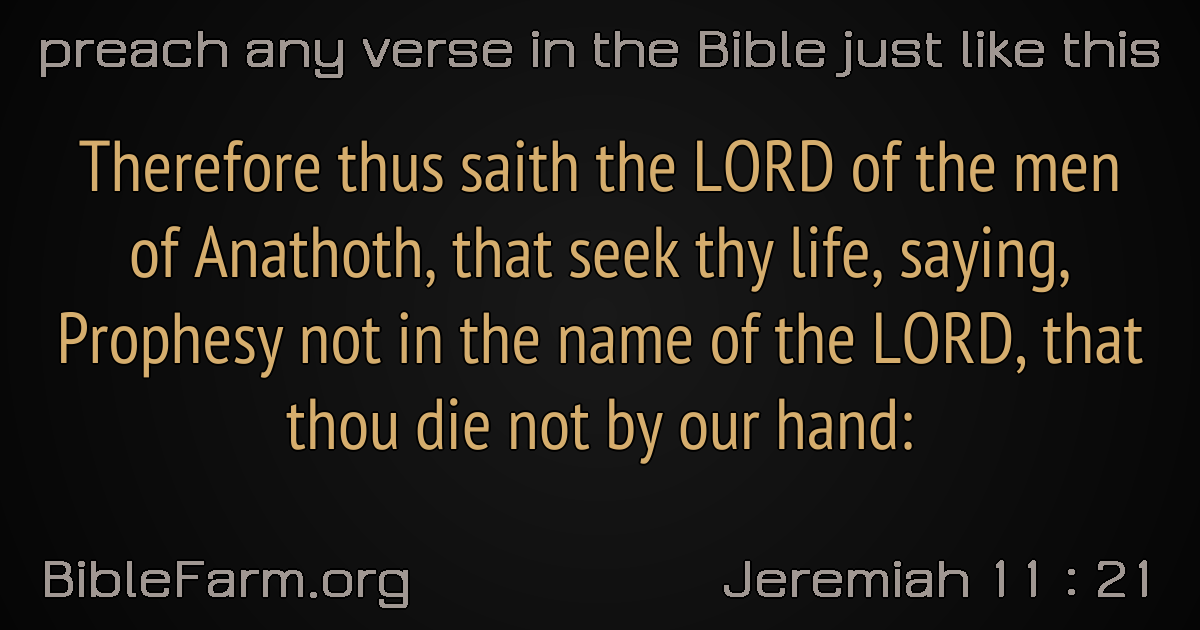 preach any verse in the Bible just like this
Therefore thus saith the LORD of the men
of Anathoth, that seek thy life, saying,
Prophesy not in the name of the LORD, that
thou die not by our hand:
BibleFarm.org
Jeremiah 11 : 21